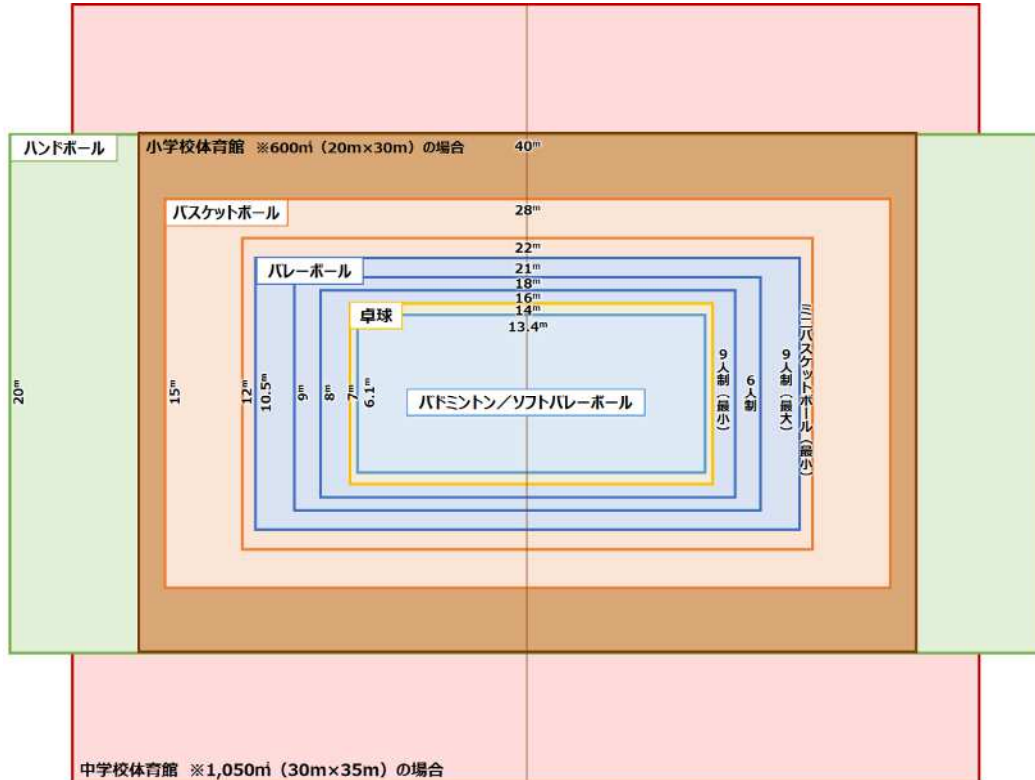 ハンドボール
小学校体育館 ※600㎡（20m×30m）の場合
40m
バスケットボール
28m
22m
バレーボール
21m
18m
16m
卓球
14m
13.4m
20m
15m
12m
10.5m
9m
8m
7m
6.1m
バドミントン／ソフトバレーボール
9人制（最小）
6人制
9人制（最大）
ミニバスケットボール（最小）
中学校体育館 ※1,050㎡（30m×35m）の場合